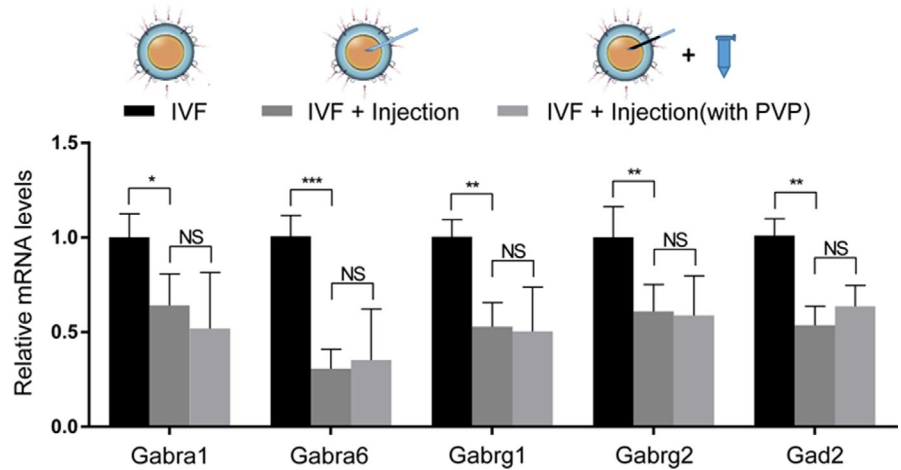 +
IVF IVF + Injection IVF + Injection(with PVP)
Relative mRNA levels
1.5
1.0
0.5
0.0
* *** ** ** **
NS NS NS NS NS
Gabra1 Gabra6 Gabrg1 Gabrg2 Gad2